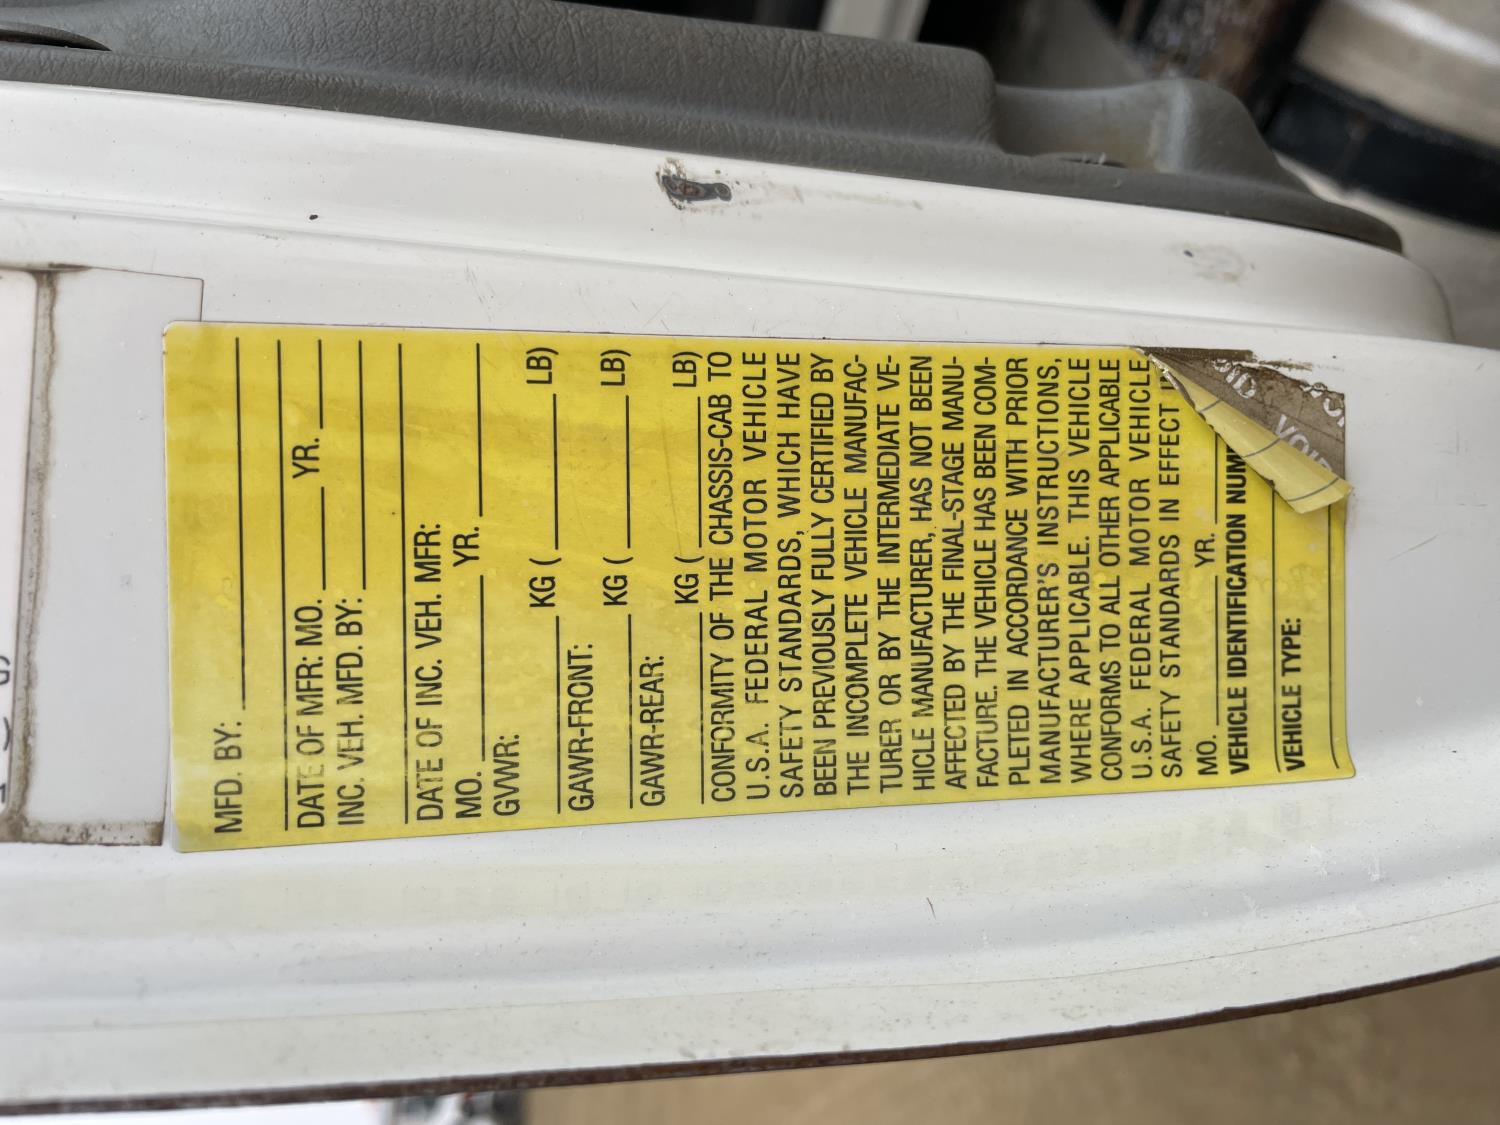 MFD. BY:
DATE OF MFR: MO. YR.
INC. VEH. MFD. BY:
DATE OF INC. VEH. MFR:
MO. YR.
GVWR:
KG ( LB)
GAWR-FRONT:
KG ( LB)
GAWR-REAR:
KG ( LB)
CONFORMITY OF THE CHASSIS-CAB TO
U.S.A. FEDERAL MOTOR VEHICLE
SAFETY STANDARDS, WHICH HAVE
BEEN PREVIOUSLY FULLY CERTIFIED BY
THE INCOMPLETE VEHICLE MANUFAC-
TURER OR BY THE INTERMEDIATE VE-
HICLE MANUFACTURER, HAS NOT BEEN
AFFECTED BY THE FINAL-STAGE MANU-
FACTURE. THE VEHICLE HAS BEEN COM-
PLETED IN ACCORDANCE WITH PRIOR
MANUFACTURER'S INSTRUCTIONS,
WHERE APPLICABLE. THIS VEHICLE
CONFORMS TO ALL OTHER APPLICABLE
U.S.A. FEDERAL MOTOR VEHICLE
SAFETY STANDARDS IN EFFECT
MO. YR.
VEHICLE IDENTIFICATION NUM
VEHICLE TYPE:
VOID